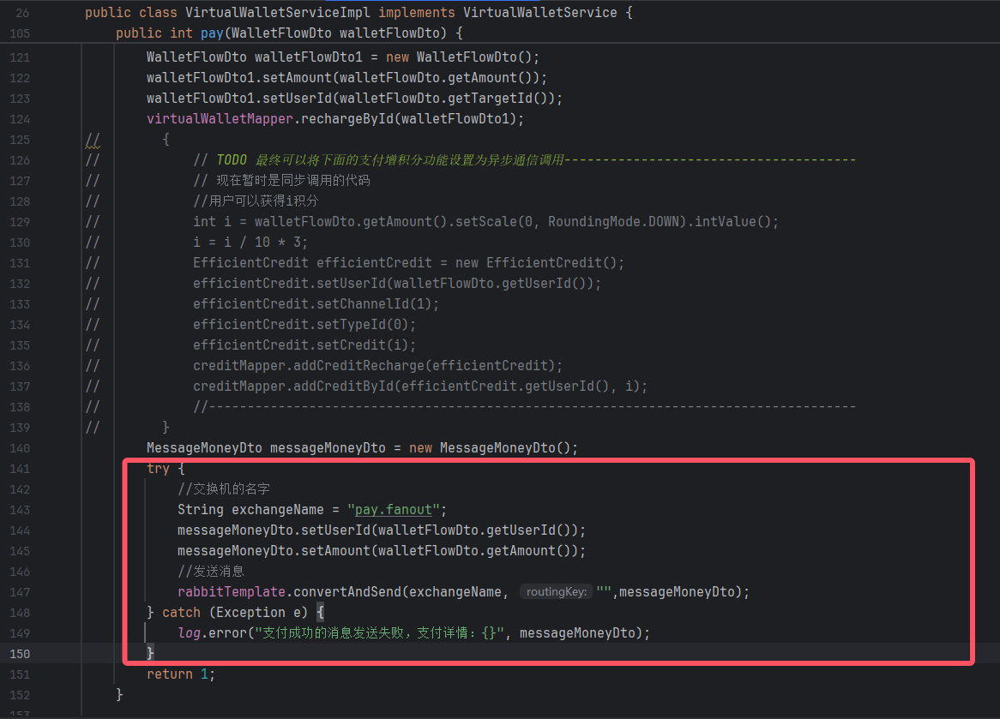 26 public class VirtualWalletServiceImpl implements VirtualWalletService {
105 public int pay(WalletFlowDto walletFlowDto) {
121 WalletFlowDto walletFlowDto1 = new WalletFlowDto();
122 walletFlowDto1.setAmount(walletFlowDto.getAmount());
123 walletFlowDto1.setUserId(walletFlowDto.getTargetId());
124 virtualWalletMapper.rechargeById(walletFlowDto1);
125 // {
126 // // TODO 最终可以将下面的支付增积分功能设置为异步通信调用--------------------------------------
127 // // 现在暂时是同步调用的代码
128 // //用户可以获得i积分
129 // int i = walletFlowDto.getAmount().setScale(0, RoundingMode.DOWN).intValue();
130 // i = i / 10 * 3;
131 // EfficientCredit efficientCredit = new EfficientCredit();
132 // efficientCredit.setUserId(walletFlowDto.getUserId());
133 // efficientCredit.setChannelId(1);
134 // efficientCredit.setTypeId(0);
135 // efficientCredit.setCredit(i);
136 // creditMapper.addCreditRecharge(efficientCredit);
137 // creditMapper.addCreditById(efficientCredit.getUserId(), i);
138 // //------------------------------------------------------------------------------------
139 // }
140 MessageMoneyDto messageMoneyDto = new MessageMoneyDto();
141 try {
142 //交换机的名字
143 String exchangeName = "pay.fanout";
144 messageMoneyDto.setUserId(walletFlowDto.getUserId());
145 messageMoneyDto.setAmount(walletFlowDto.getAmount());
146 //发送消息
147 rabbitTemplate.convertAndSend(exchangeName, routingKey: "",messageMoneyDto);
148 } catch (Exception e) {
149 log.error("支付成功的消息发送失败，支付详情：{}", messageMoneyDto);
150 }
151 return 1;
152 }
153